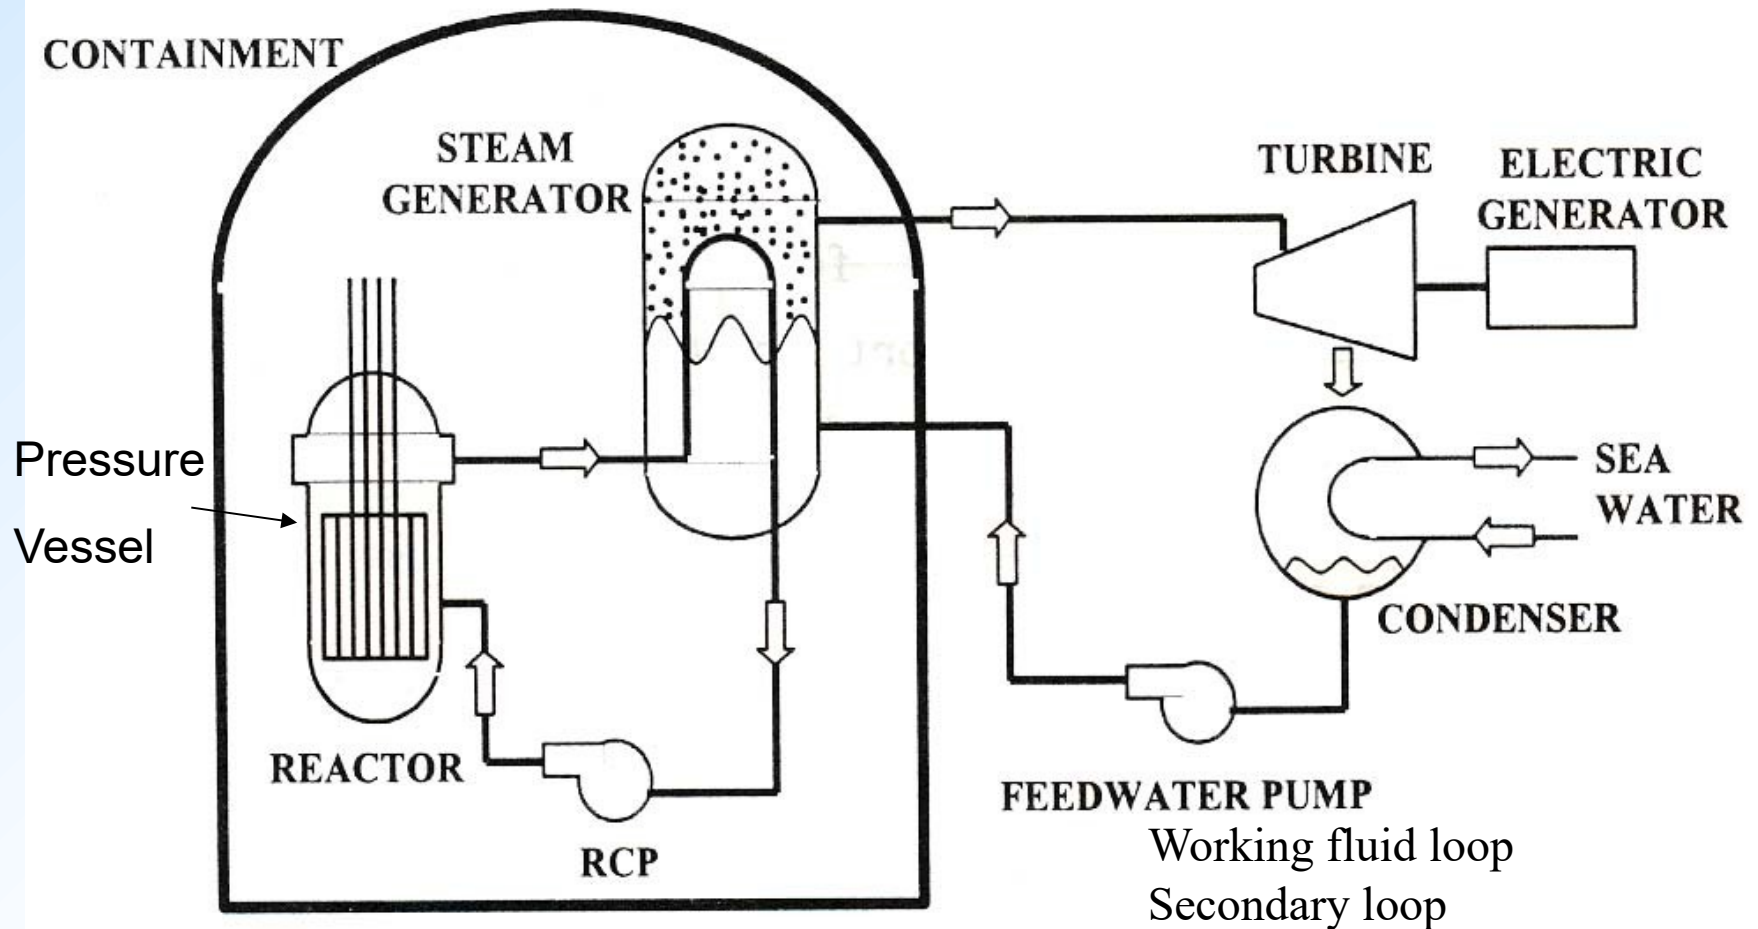 CONTAINMENT
STEAM
GENERATOR
TURBINE
ELECTRIC
GENERATOR
Pressure
Vessel
SEA
WATER
CONDENSER
REACTOR
RCP
FEEDWATER PUMP
Working fluid loop
Secondary loop